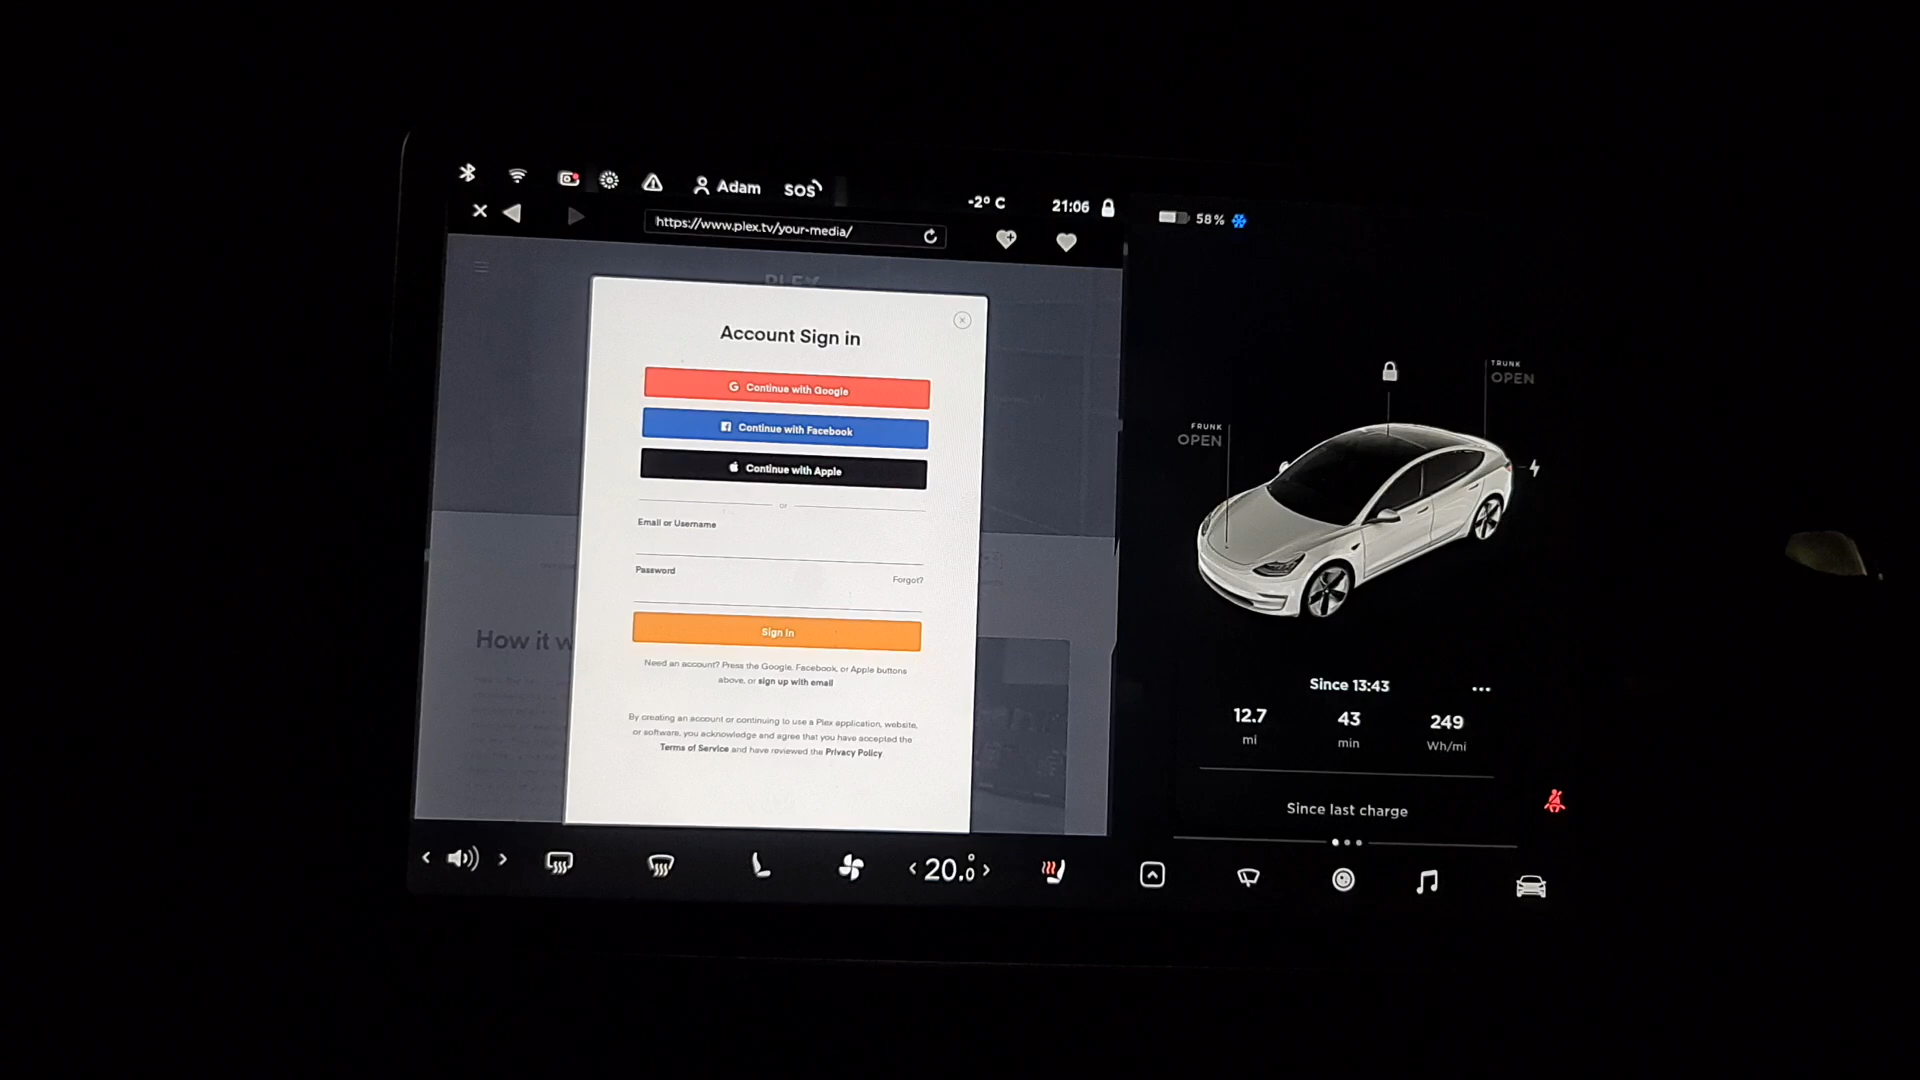 Adam
SOS
-2° C
21:06
58%
https://www.plex.tv/your-media/
PLEX
Account Sign in
Continue with Google
Continue with Facebook
Continue with Apple
or
Email or Username
Password
Forgot?
Sign In
Need an account? Press the Google, Facebook, or Apple buttons
above, or sign up with email
By creating an account or continuing to use a Plex application, website,
or software, you acknowledge and agree that you have accepted the
Terms of Service and have reviewed the Privacy Policy
How it w
TRUNK
OPEN
FRUNK
OPEN
Since 13:43
12.7
43
249
mi
min
Wh/mi
Since last charge
20.0°